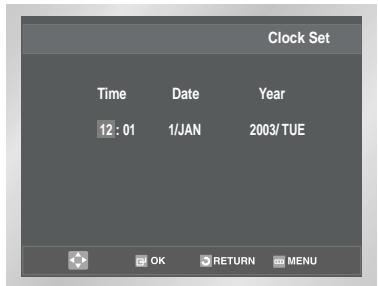 Clock Set
Time Date Year
12 : 01 1/JAN 2003/ TUE
OK RETURN MENU